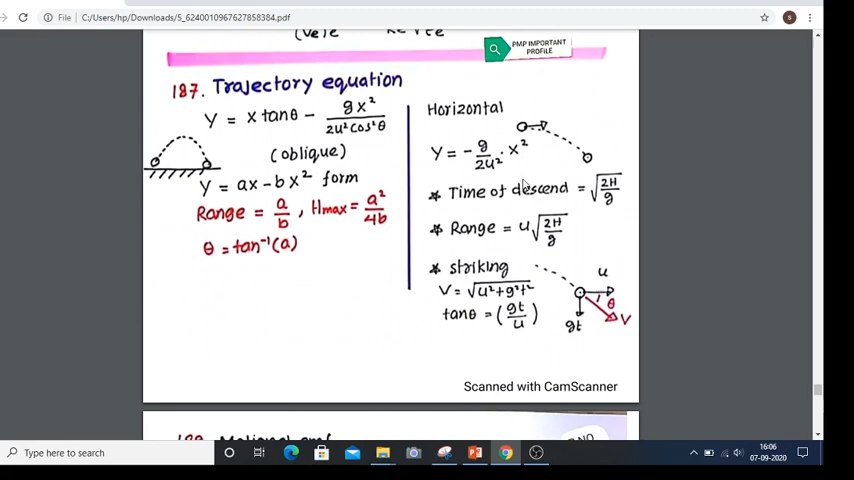 File
C:/Users/hp/Downloads/5_6240010967627858384.pdf
S
PMP IMPORTANT
PROFILE
187. Trajectory equation
Y = x tanθ - gx² / 2u²cos²θ
(oblique)
Y = ax - bx² form
Range = a/b , Hmax = a²/4b
θ = tan⁻¹(a)
Horizontal
Y = - g/2u² · x²
* Time of descend = √2H/g
* Range = u√2H/g
* striking
V = √u²+g²t²
tanθ = (gt/u)
u
θ
gt
V
Scanned with CamScanner
Type here to search
16:06
07-09-2020